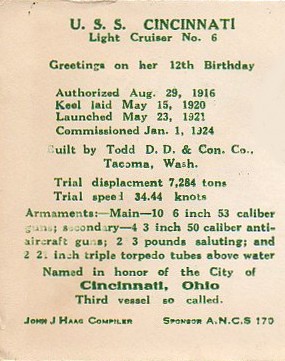 U. S. S. CINCINNATI
Light Cruiser No. 6
Greetings on her 12th Birthday
Authorized Aug. 29, 1916
Keel laid May 15, 1920
Launched May 23, 1921
Commissioned Jan. 1, 1924
Built by Todd D. D. & Con. Co.,
Tacoma, Wash.
Trial displacment 7,284 tons
Trial speed 34.44 knots
Armaments:—Main—10 6 inch 53 caliber
guns; secondary—4 3 inch 50 caliber anti-
aircraft guns; 2 3 pounds saluting; and
2 21 inch triple torpedo tubes above water
Named in honor of the City of
Cincinnati, Ohio
Third vessel so called.
JOHN J HAAG COMPILER SPONSOR A.N.C.S 170